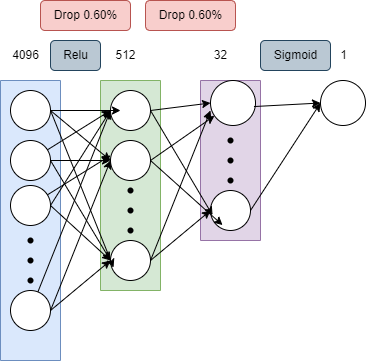 Drop 0.60%
Drop 0.60%
4096
Relu
512
32
Sigmoid
1